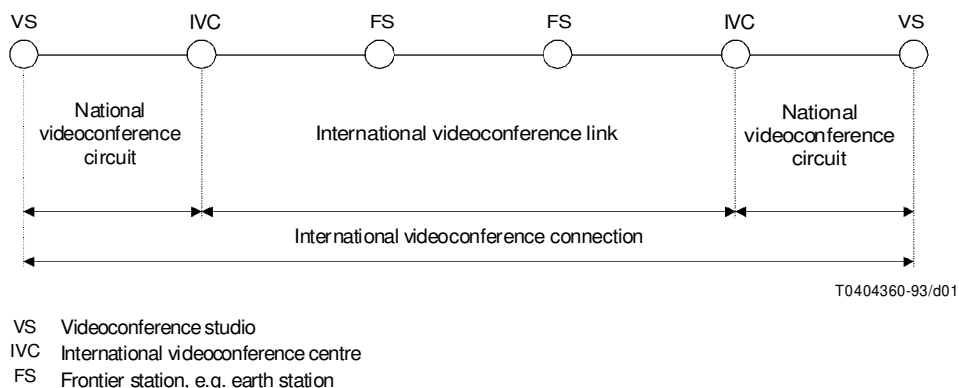 VS IVC FS FS IVC VS
National
videoconference
circuit
International videoconference link
National
videoconference
circuit
International videoconference connection
T0404360-93/d01
VS Videoconference studio
IVC International videoconference centre
FS Frontier station, e.g. earth station